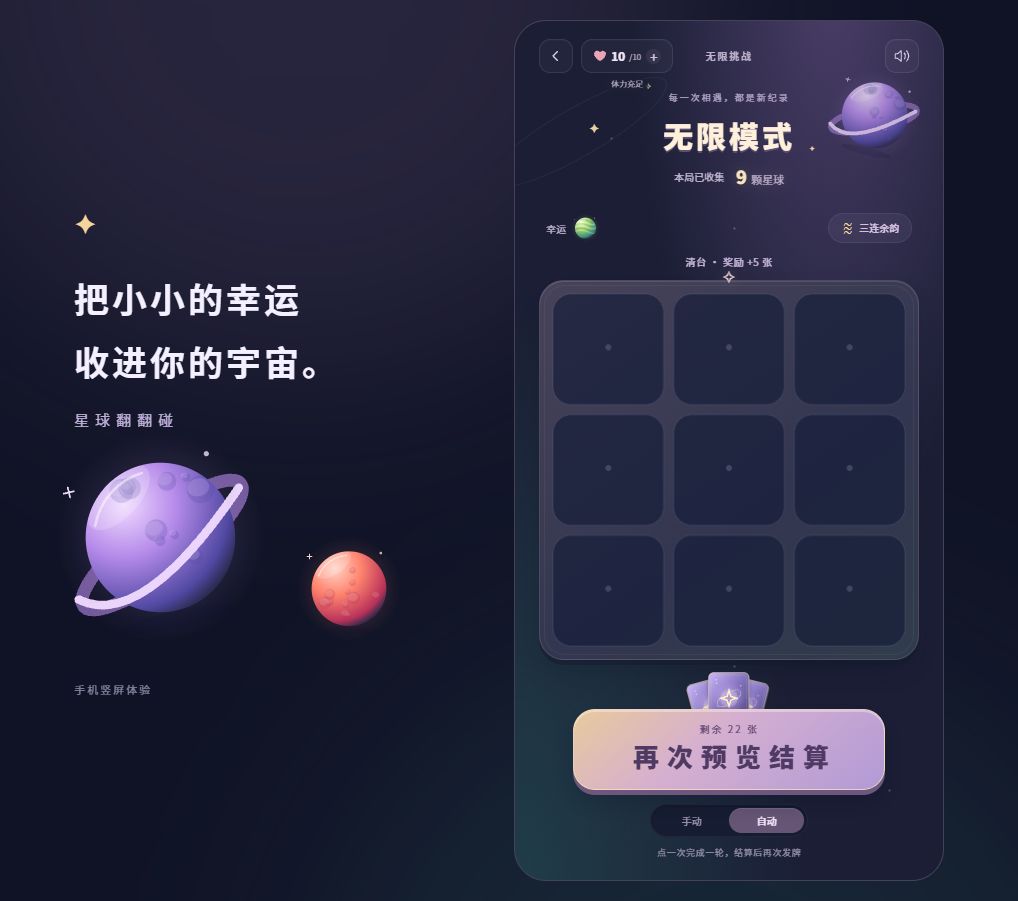 把小小的幸运
收进你的宇宙。
星球翻翻碰
手机竖屏体验
10 /10 +
无限挑战
体力充足
每一次相遇，都是新纪录
无限模式
本局已收集 9 颗星球
幸运
三连余韵
清台 · 奖励 +5 张
剩余 22 张
再次预览结算
手动
自动
点一次完成一轮，结算后再次发牌